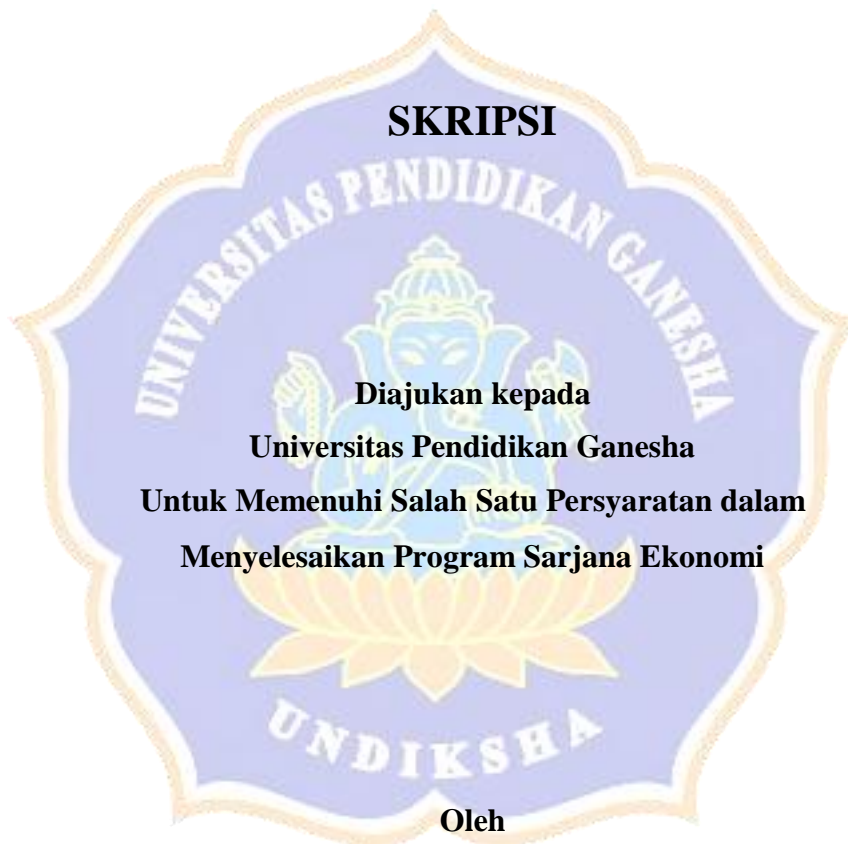 SKRIPSI
UNIVERSITAS PENDIDIKAN GANESHA
Diajukan kepada
Universitas Pendidikan Ganesha
Untuk Memenuhi Salah Satu Persyaratan dalam
Menyelesaikan Program Sarjana Ekonomi
UNDIKSHA
Oleh